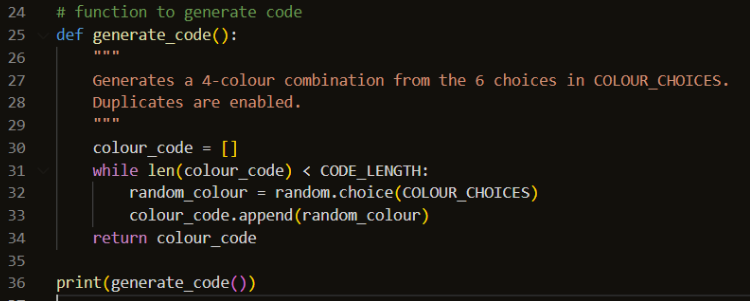 24 # function to generate code
25 def generate_code():
26 """
27 Generates a 4-colour combination from the 6 choices in COLOUR_CHOICES.
28 Duplicates are enabled.
29 """
30 colour_code = []
31 while len(colour_code) < CODE_LENGTH:
32 random_colour = random.choice(COLOUR_CHOICES)
33 colour_code.append(random_colour)
34 return colour_code
35
36 print(generate_code())